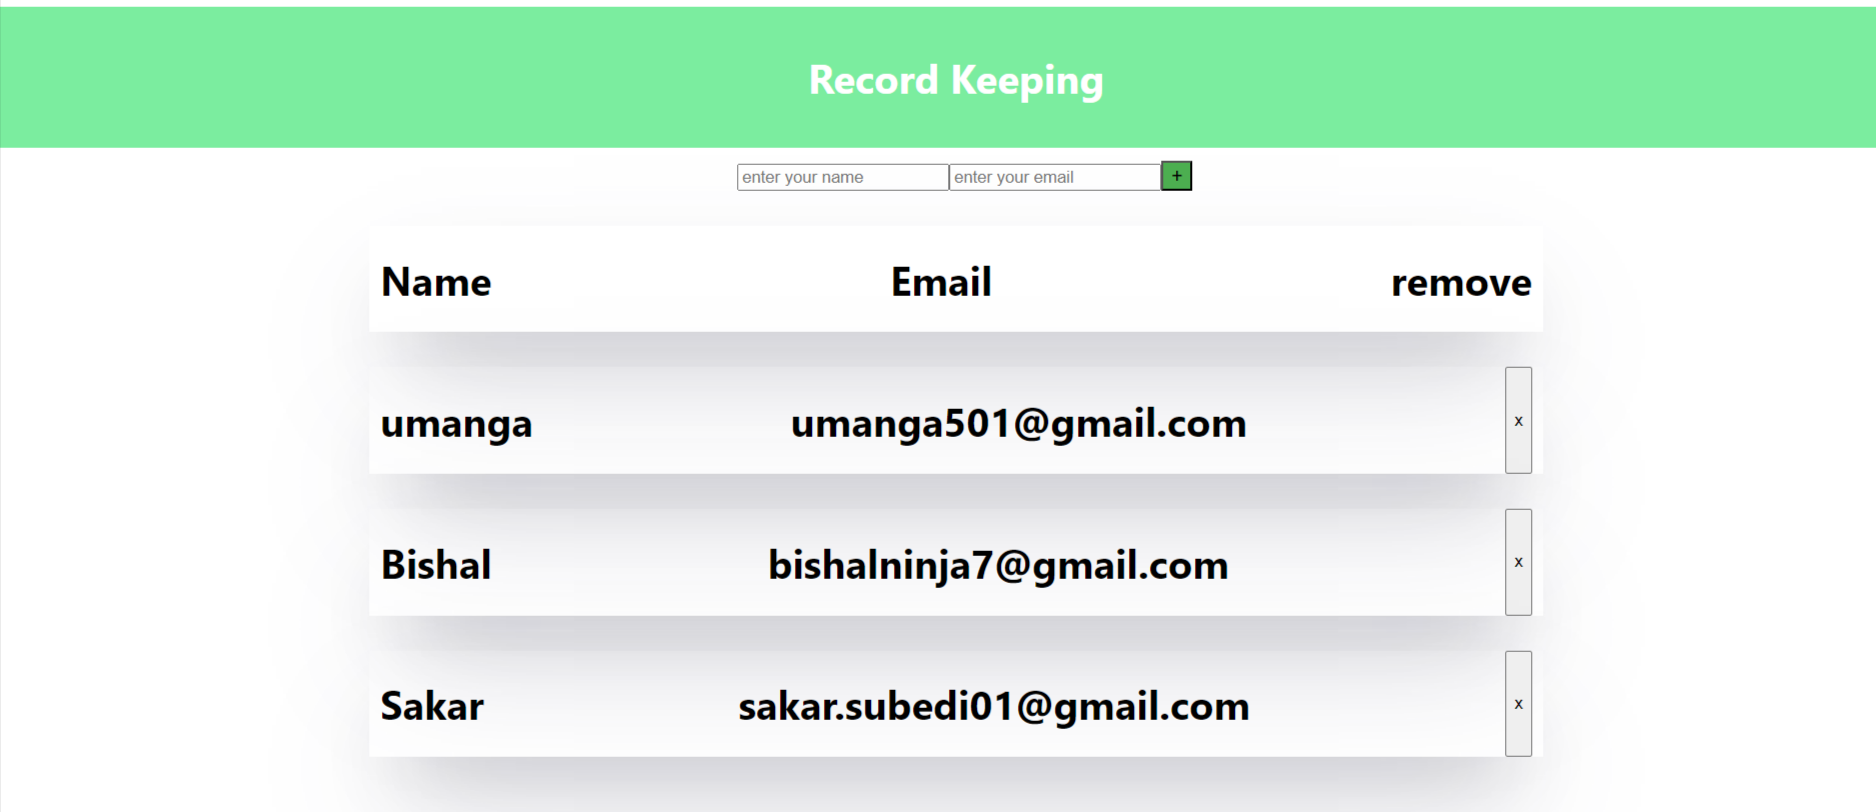 Record Keeping
enter your name enter your email +
Name Email remove
umanga umanga501@gmail.com x
Bishal bishalninja7@gmail.com x
Sakar sakar.subedi01@gmail.com x